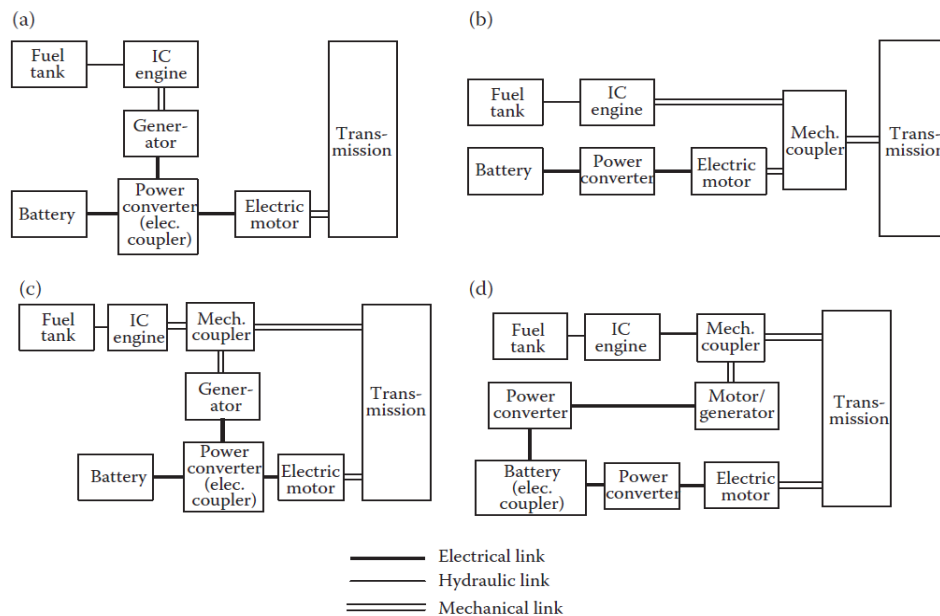 (a)
Fuel
tank
IC
engine
Gener-
ator
Trans-
mission
Battery
Power
converter
(elec.
coupler)
Electric
motor
(b)
Fuel
tank
IC
engine
Mech.
coupler
Trans-
mission
Battery
Power
converter
Electric
motor
(c)
Fuel
tank
IC
engine
Mech.
coupler
Gener-
ator
Trans-
mission
Battery
Power
converter
(elec.
coupler)
Electric
motor
(d)
Fuel
tank
IC
engine
Mech.
coupler
Power
converter
Motor/
generator
Trans-
mission
Battery
(elec.
coupler)
Power
converter
Electric
motor
Electrical link
Hydraulic link
Mechanical link